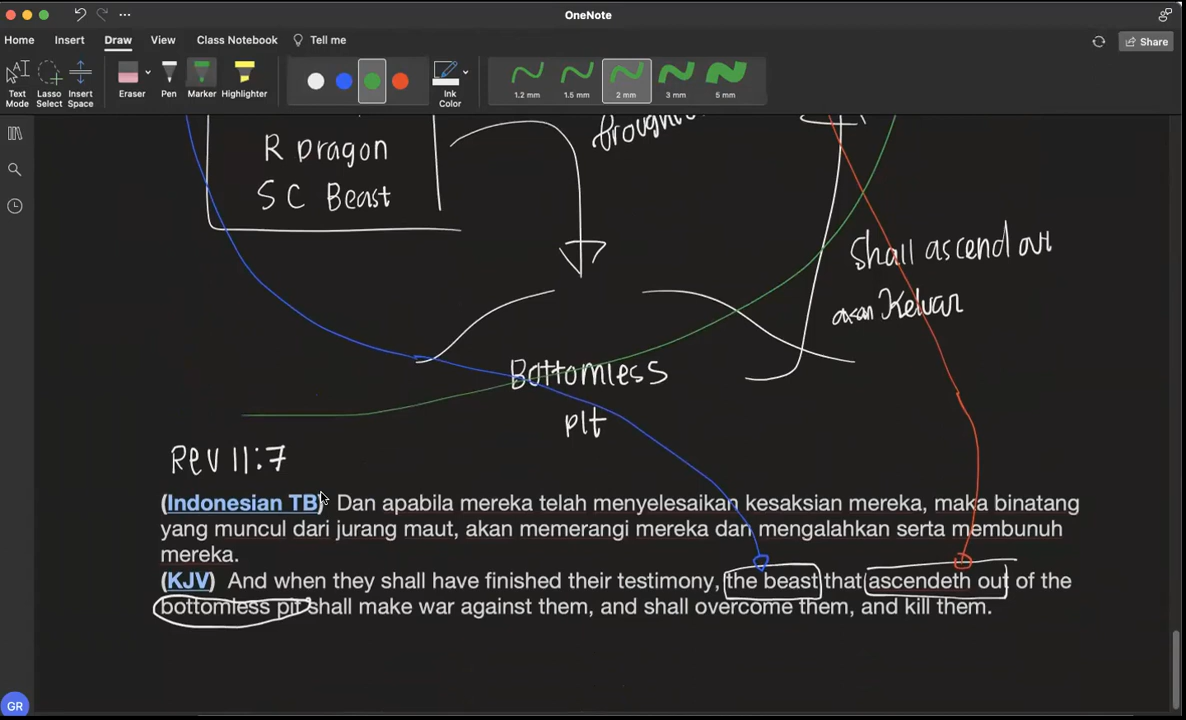 OneNote
Home Insert Draw View Class Notebook Tell me Share
Text Mode
Lasso Select
Insert Space
Eraser
Pen
Marker
Highlighter
Ink Color
1.2 mm
1.5 mm
2 mm
3 mm
5 mm
R Dragon
SC Beast
Shall ascend out
akan Keluar
Bottomless
pit
Rev 11:7
(Indonesian TB) Dan apabila mereka telah menyelesaikan kesaksian mereka, maka binatang
yang muncul dari jurang maut, akan memerangi mereka dan mengalahkan serta membunuh
mereka.
(KJV) And when they shall have finished their testimony, the beast that ascendeth out of the
bottomless pit shall make war against them, and shall overcome them, and kill them.
GR